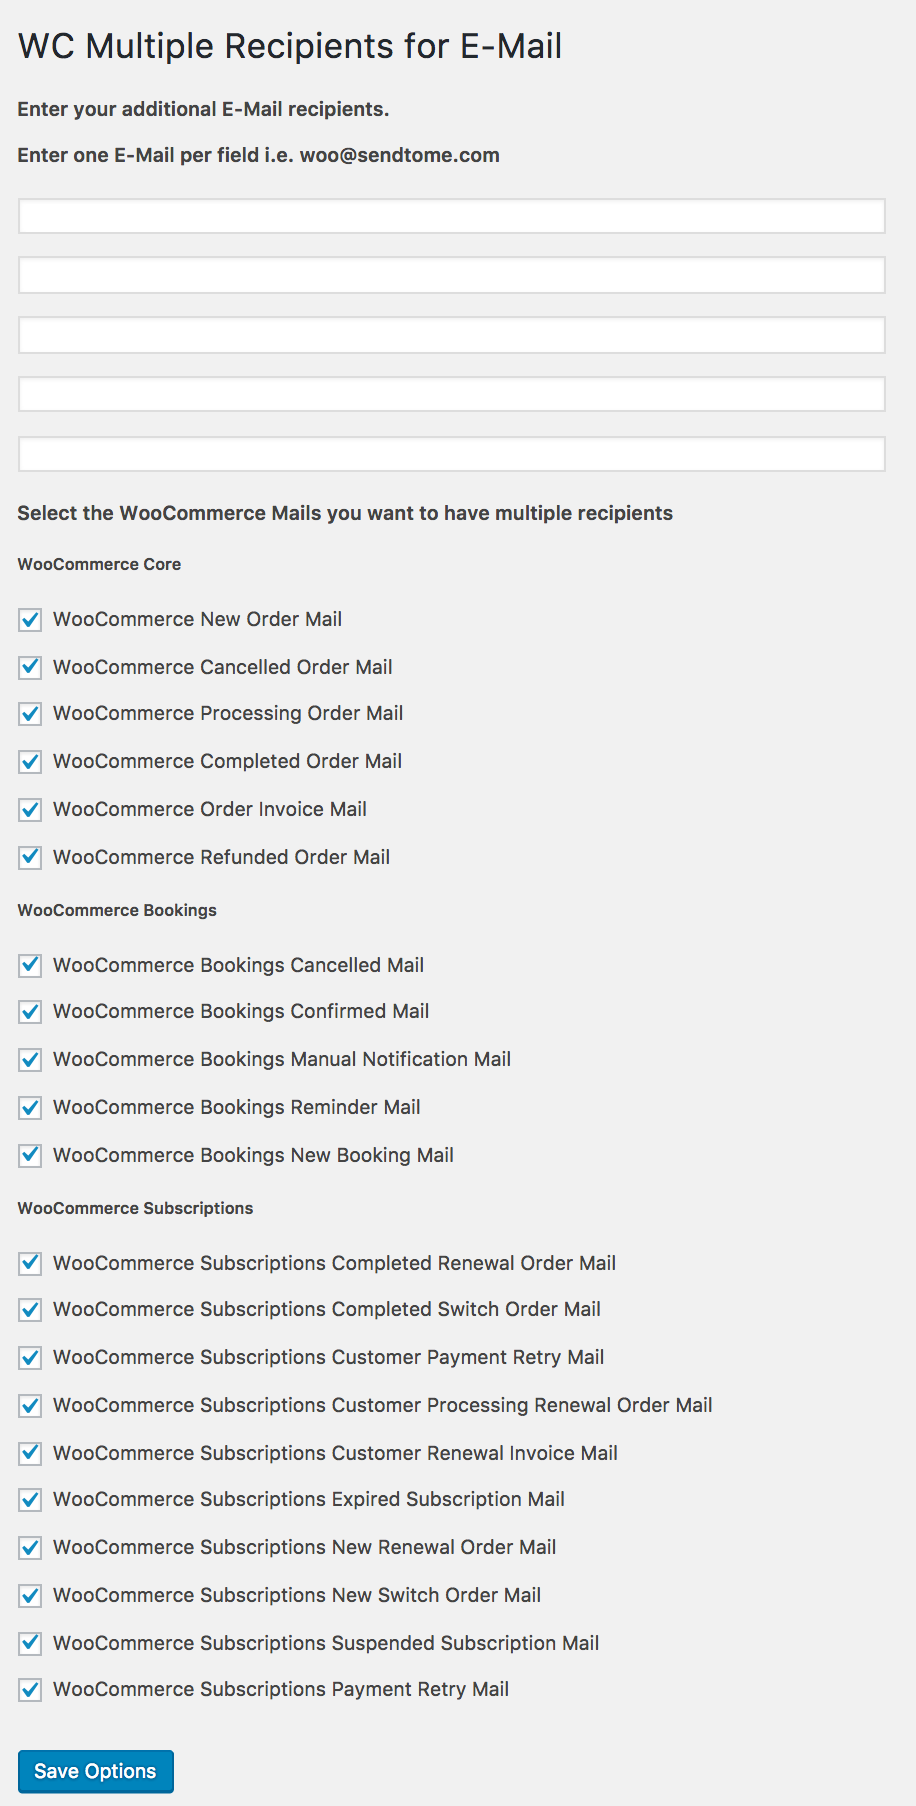 WC Multiple Recipients for E-Mail
Enter your additional E-Mail recipients.
Enter one E-Mail per field i.e. woo@sendtome.com
Select the WooCommerce Mails you want to have multiple recipients
WooCommerce Core
WooCommerce New Order Mail
WooCommerce Cancelled Order Mail
WooCommerce Processing Order Mail
WooCommerce Completed Order Mail
WooCommerce Order Invoice Mail
WooCommerce Refunded Order Mail
WooCommerce Bookings
WooCommerce Bookings Cancelled Mail
WooCommerce Bookings Confirmed Mail
WooCommerce Bookings Manual Notification Mail
WooCommerce Bookings Reminder Mail
WooCommerce Bookings New Booking Mail
WooCommerce Subscriptions
WooCommerce Subscriptions Completed Renewal Order Mail
WooCommerce Subscriptions Completed Switch Order Mail
WooCommerce Subscriptions Customer Payment Retry Mail
WooCommerce Subscriptions Customer Processing Renewal Order Mail
WooCommerce Subscriptions Customer Renewal Invoice Mail
WooCommerce Subscriptions Expired Subscription Mail
WooCommerce Subscriptions New Renewal Order Mail
WooCommerce Subscriptions New Switch Order Mail
WooCommerce Subscriptions Suspended Subscription Mail
WooCommerce Subscriptions Payment Retry Mail
Save Options